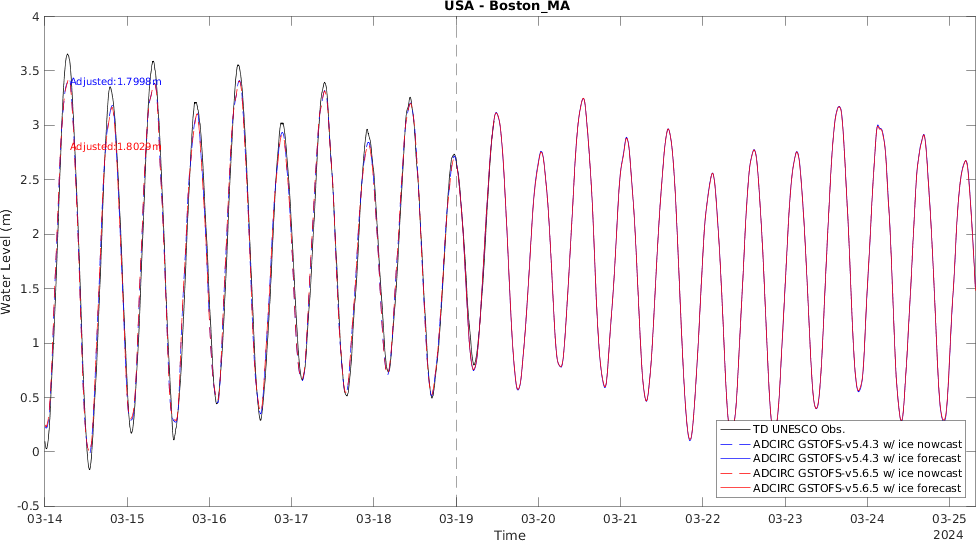 USA - Boston_MA
4
3.5
3
2.5
2
1.5
1
0.5
0
-0.5
Water Level (m)
Adjusted:1.7998m
Adjusted:1.8029m
TD UNESCO Obs.
ADCIRC GSTOFS-v5.4.3 w/ ice nowcast
ADCIRC GSTOFS-v5.4.3 w/ ice forecast
ADCIRC GSTOFS-v5.6.5 w/ ice nowcast
ADCIRC GSTOFS-v5.6.5 w/ ice forecast
03-14 03-15 03-16 03-17 03-18 03-19 03-20 03-21 03-22 03-23 03-24 03-25
2024
Time